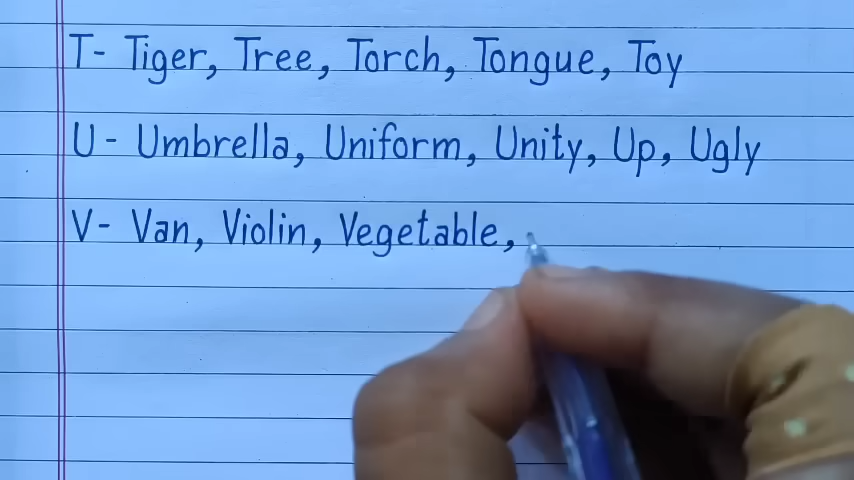 T- Tiger, Tree, Torch, Tongue, Toy
U - Umbrella, Uniform, Unity, Up, Ugly
V- Van, Violin, Vegetable,